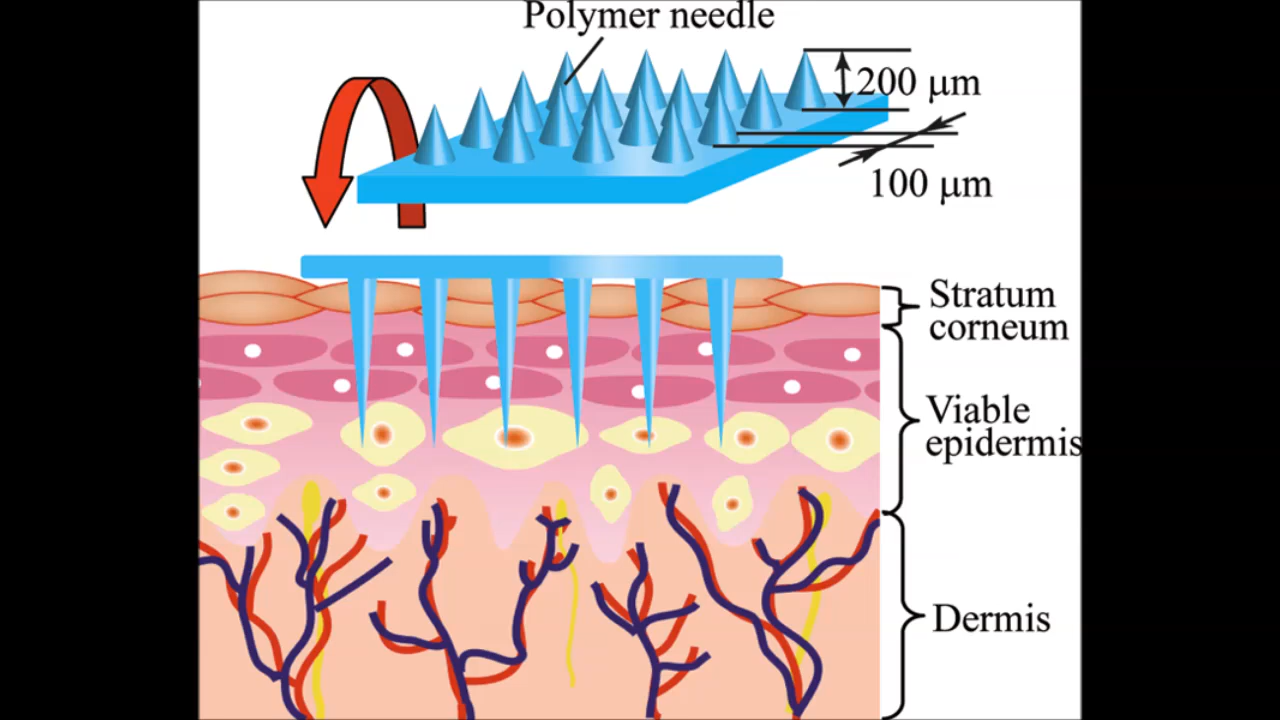 Polymer needle
200 μm
100 μm
Stratum
corneum
Viable
epidermis
Dermis